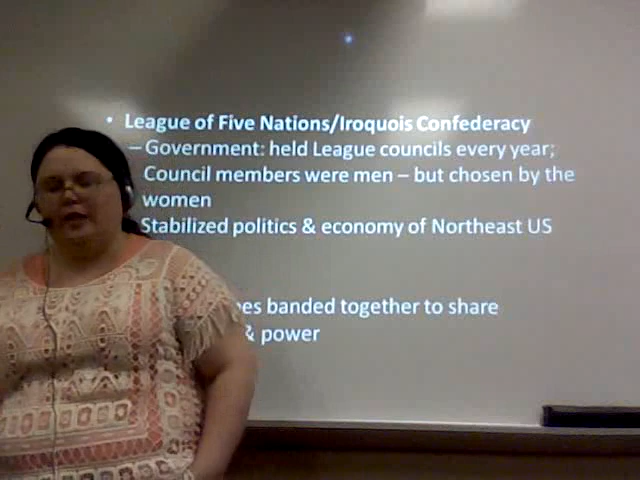 • League of Five Nations/Iroquois Confederacy
– Government: held League councils every year;
Council members were men – but chosen by the
women
Stabilized politics & economy of Northeast US
banded together to share
& power